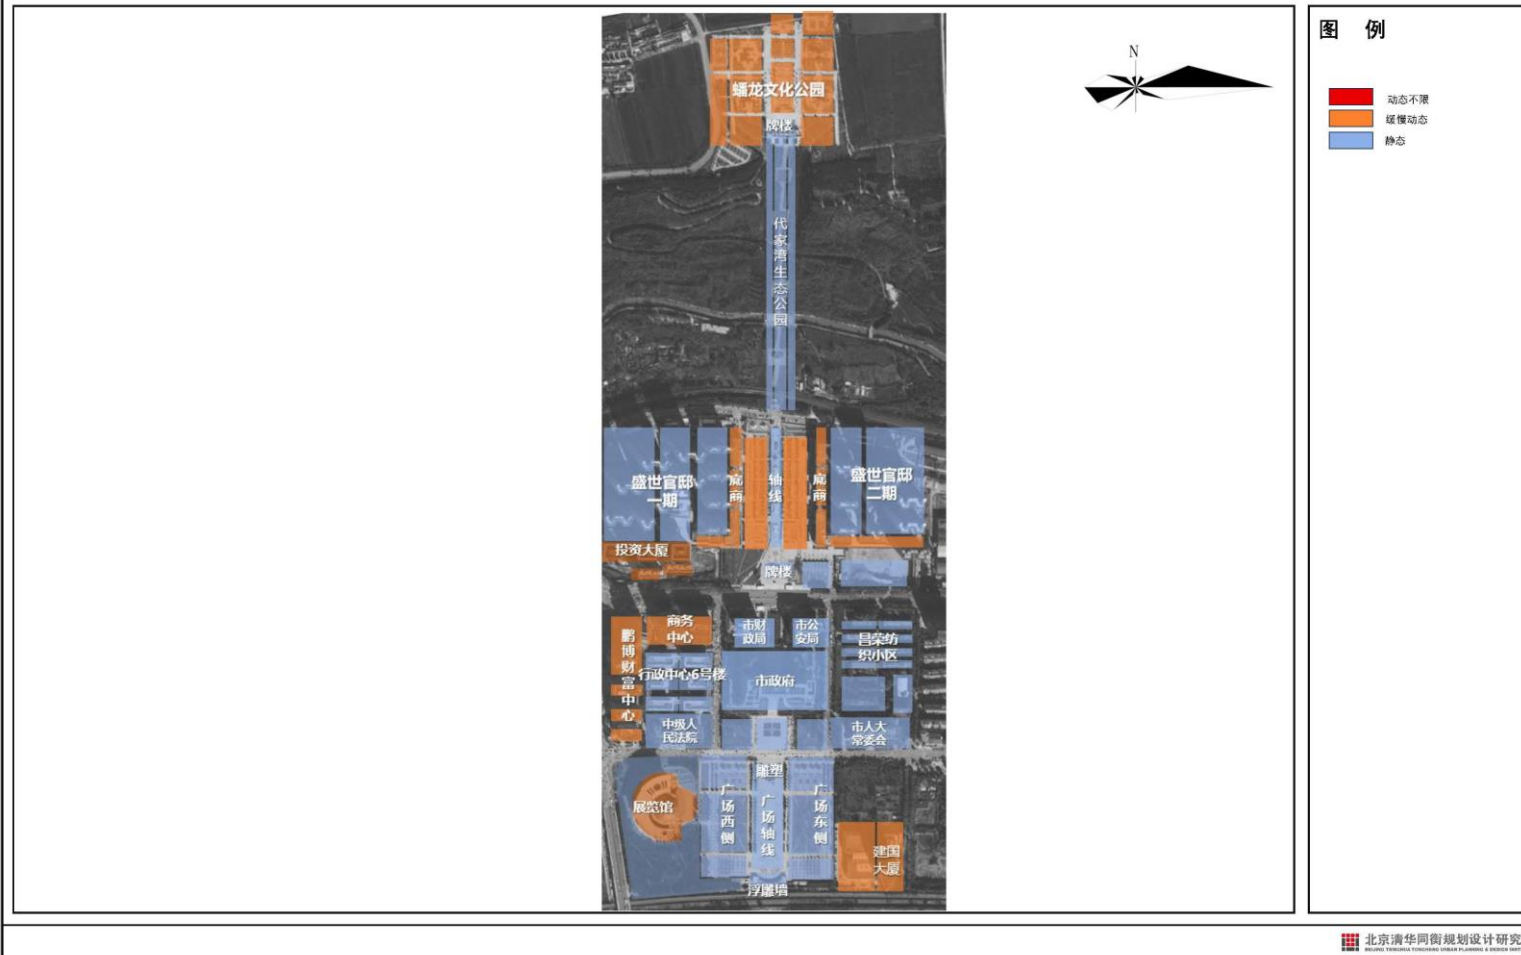 图 例
动态不限
缓慢动态
静态
N
蟠龙文化公园
牌楼
代
家
湾
生
态
公
园
盛世官邸
一期
底
商
轴
线
底
商
盛世官邸
二期
投资大厦
牌楼
鹏
博
财
富
中
心
商务
中心
市财
政局
市公
安局
昌荣纺
织小区
行政中心6号楼
市政府
中级人
民法院
市人大
常委会
雕塑
展览馆
广
场
西
侧
广
场
轴
线
广
场
东
侧
建国
大厦
浮雕墙
北京清华同衡规划设计研究